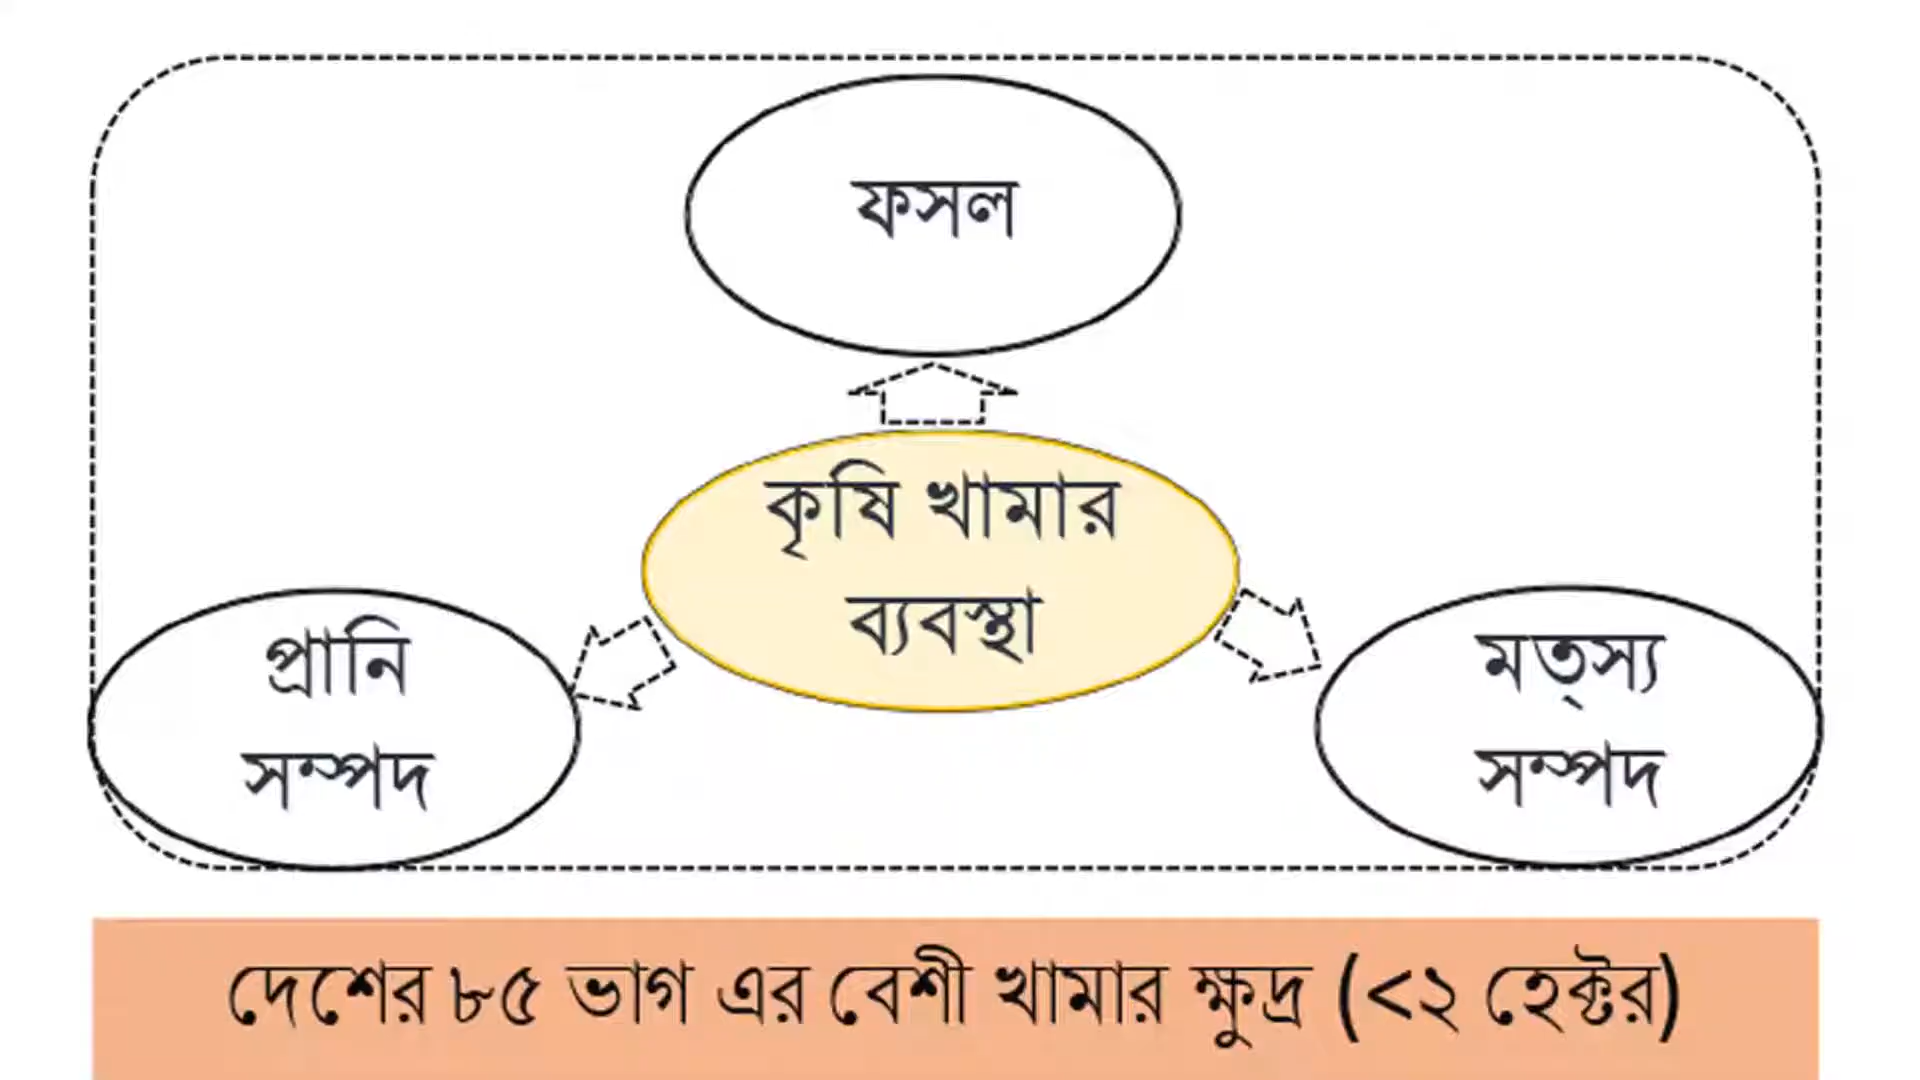 ফসল
কৃষি খামার
ব্যবস্থা
প্রানি
সম্পদ
মত্স্য
সম্পদ
দেশের ৮৫ ভাগ এর বেশী খামার ক্ষুদ্র (<২ হেক্টর)